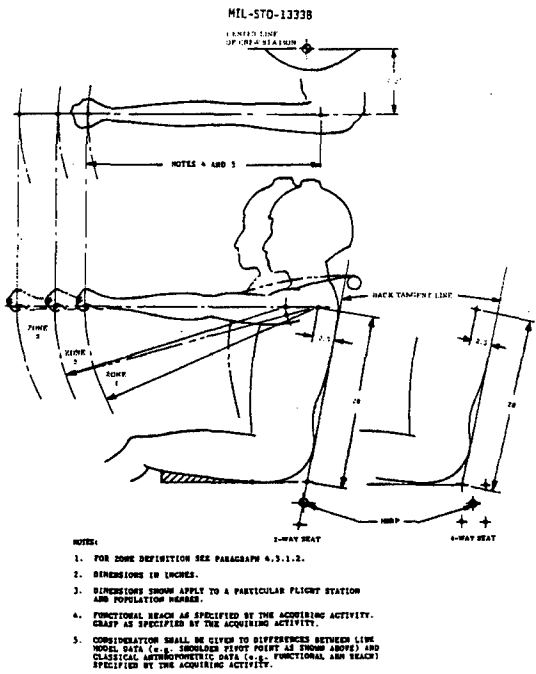 MIL-STD-1333B
CENTER LINE
OF CREW STATION
NOTES 4 AND 5
BACK TANGENT LINE
ZONE
3
ZONE
2
ZONE
1
2.5
2.5
28
28
2-WAY SEAT
NSRP
4-WAY SEAT
NOTES:
1. FOR ZONE DEFINITION SEE PARAGRAPH 4.3.1.2.
2. DIMENSIONS IN INCHES.
3. DIMENSIONS SHOWN APPLY TO A PARTICULAR FLIGHT STATION
AND POPULATION MEMBER.
4. FUNCTIONAL REACH AS SPECIFIED BY THE ACQUIRING ACTIVITY.
GRASP AS SPECIFIED BY THE ACQUIRING ACTIVITY.
5. CONSIDERATION SHALL BE GIVEN TO DIFFERENCES BETWEEN LINK
MODEL DATA (e.g. SHOULDER PIVOT POINT AS SHOWN ABOVE) AND
CLASSICAL ANTHROPOMETRIC DATA (e.g. FUNCTIONAL ARM REACH)
SPECIFIED BY THE ACQUIRING ACTIVITY.